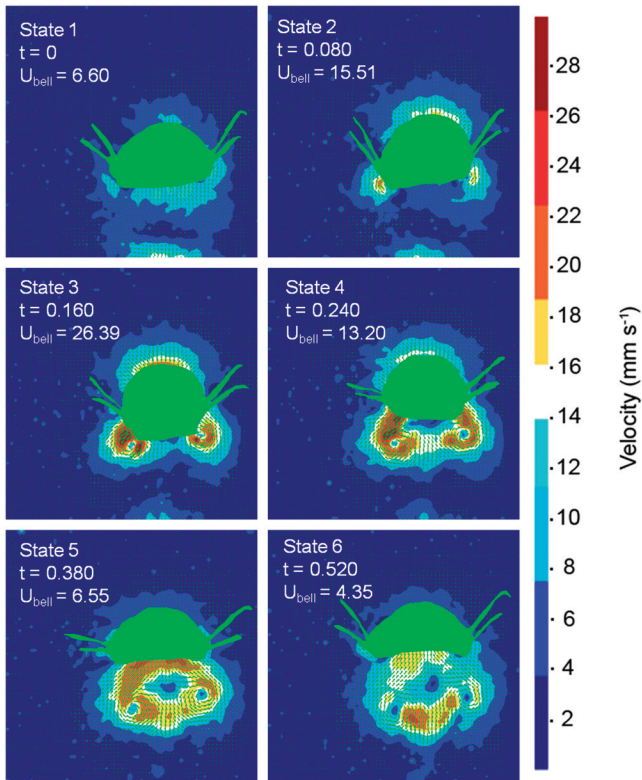 State 1
t = 0
U bell = 6.60
State 2
t = 0.080
U bell = 15.51
State 3
t = 0.160
U bell = 26.39
State 4
t = 0.240
U bell = 13.20
State 5
t = 0.380
U bell = 6.55
State 6
t = 0.520
U bell = 4.35
28
26
24
22
20
18
16
14
12
10
8
6
4
2
Velocity (mm s⁻¹)